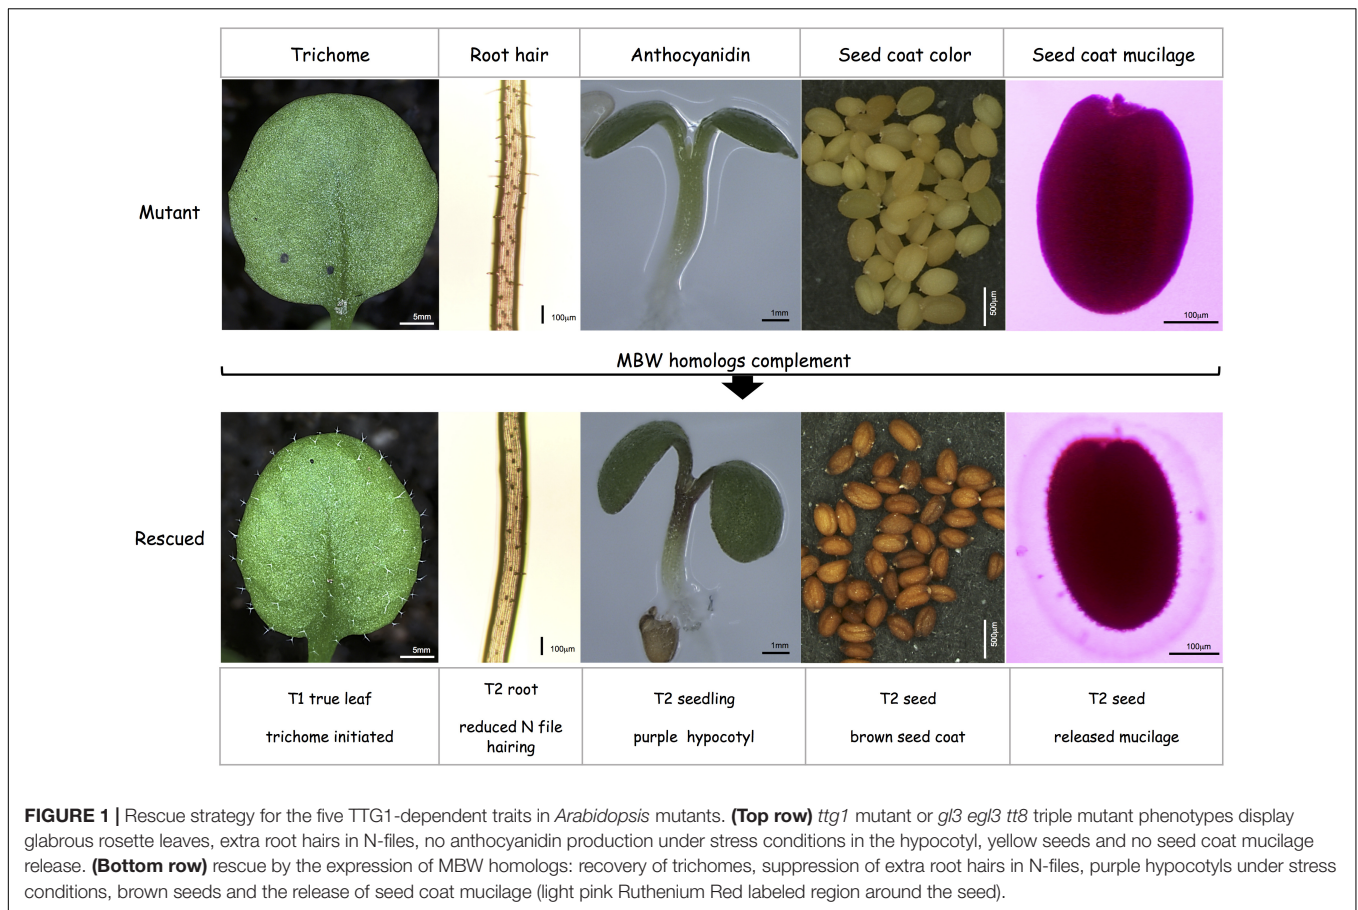 Trichome
Root hair
Anthocyanidin
Seed coat color
Seed coat mucilage
Mutant
5mm
100μm
1mm
500μm
100μm
MBW homologs complement
Rescued
5mm
100μm
1mm
500μm
100μm
T1 true leaf
trichome initiated
T2 root
reduced N file
hairing
T2 seedling
purple hypocotyl
T2 seed
brown seed coat
T2 seed
released mucilage
FIGURE 1 | Rescue strategy for the five TTG1-dependent traits in Arabidopsis mutants. (Top row) ttg1 mutant or gl3 egl3 tt8 triple mutant phenotypes display
glabrous rosette leaves, extra root hairs in N-files, no anthocyanidin production under stress conditions in the hypocotyl, yellow seeds and no seed coat mucilage
release. (Bottom row) rescue by the expression of MBW homologs: recovery of trichomes, suppression of extra root hairs in N-files, purple hypocotyls under stress
conditions, brown seeds and the release of seed coat mucilage (light pink Ruthenium Red labeled region around the seed).